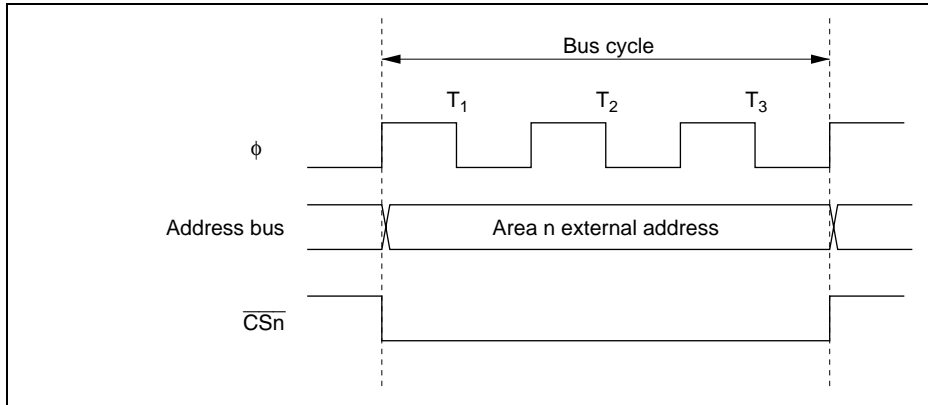 Bus cycle
T1 T2 T3
ϕ
Address bus Area n external address
CSn